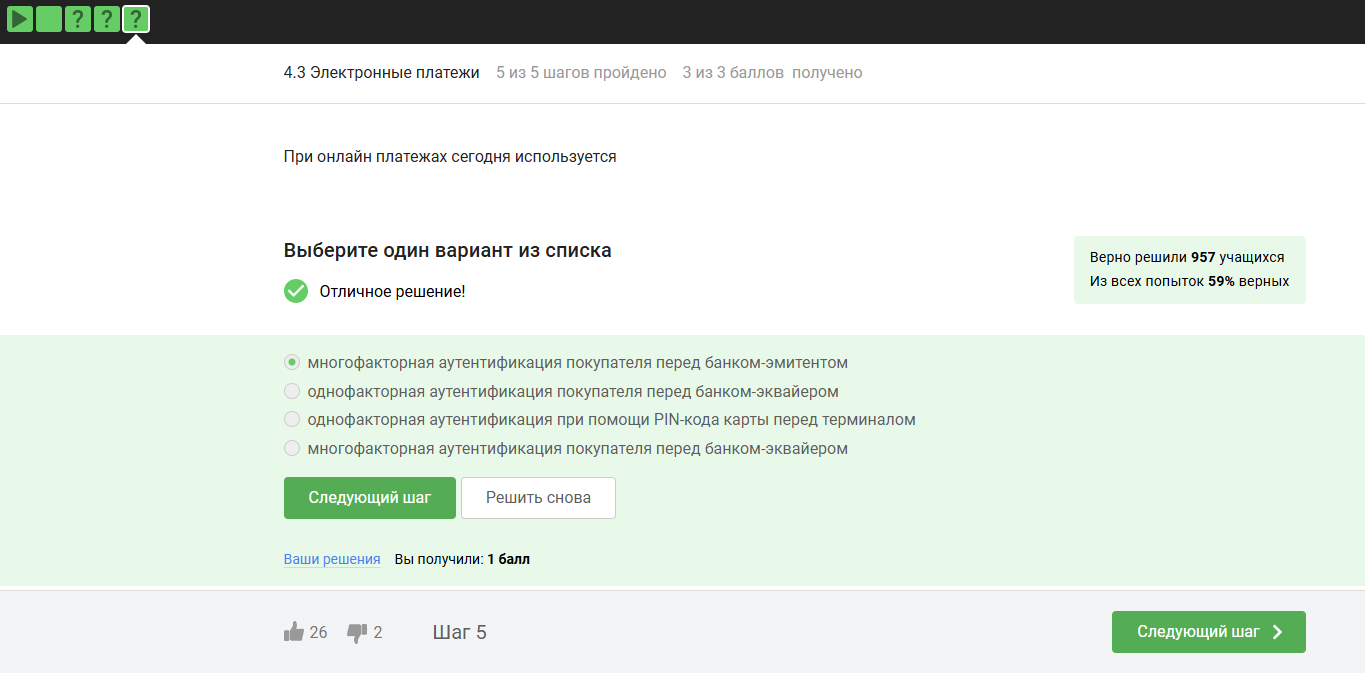 ? ? ?
4.3 Электронные платежи 5 из 5 шагов пройдено 3 из 3 баллов получено
При онлайн платежах сегодня используется
Выберите один вариант из списка
Отличное решение!
Верно решили 957 учащихся
Из всех попыток 59% верных
многофакторная аутентификация покупателя перед банком-эмитентом
однофакторная аутентификация покупателя перед банком-эквайером
однофакторная аутентификация при помощи PIN-кода карты перед терминалом
многофакторная аутентификация покупателя перед банком-эквайером
Следующий шаг Решить снова
Ваши решения Вы получили: 1 балл
26 2 Шаг 5 Следующий шаг